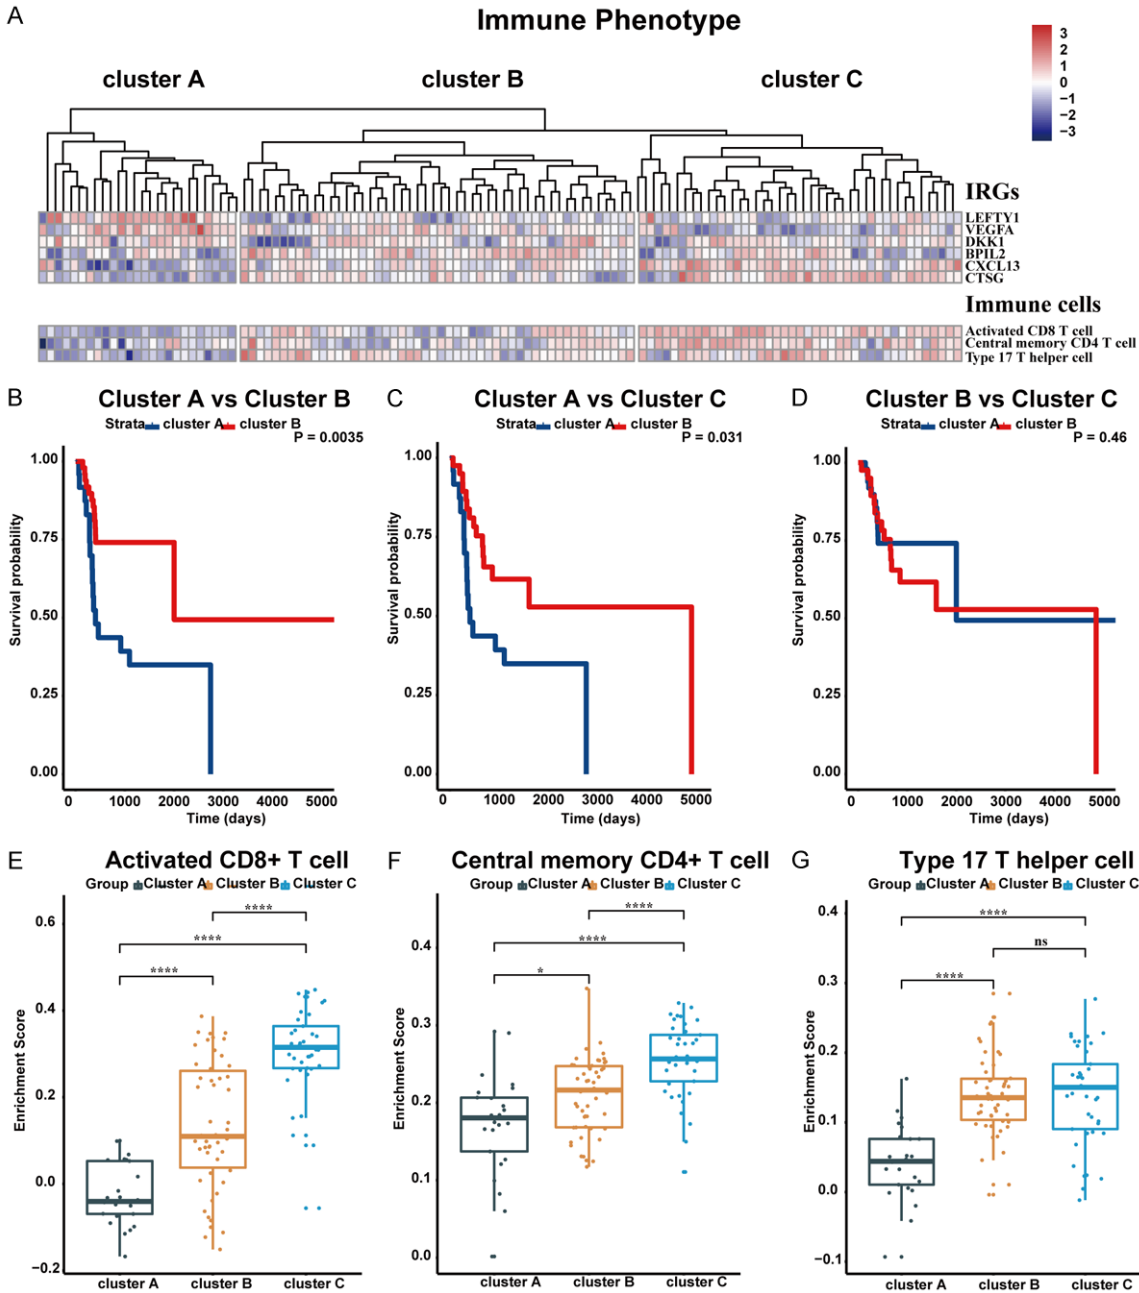 A
Immune Phenotype
cluster A
cluster B
cluster C
3
2
1
0
−1
−2
−3
IRGs
LEFTY1
VEGFA
DKK1
BPIL2
CXCL13
CTSG
Immune cells
Activated CD8 T cell
Central memory CD4 T cell
Type 17 T helper cell
B
Cluster A vs Cluster B
Strata cluster A cluster B
P = 0.0035
Survival probability
1.00
0.75
0.50
0.25
0.00
0 1000 2000 3000 4000 5000
Time (days)
C
Cluster A vs Cluster C
Strata cluster A cluster B
P = 0.031
Survival probability
1.00
0.75
0.50
0.25
0.00
0 1000 2000 3000 4000 5000
Time (days)
D
Cluster B vs Cluster C
Strata cluster A cluster B
P = 0.46
Survival probability
1.00
0.75
0.50
0.25
0.00
0 1000 2000 3000 4000 5000
Time (days)
E
Activated CD8+ T cell
Group Cluster A Cluster B Cluster C
Enrichment Score
0.6
0.4
0.2
0.0
−0.2
****
****
****
cluster A cluster B cluster C
F
Central memory CD4+ T cell
Group Cluster A Cluster B Cluster C
Enrichment Score
0.4
0.3
0.2
0.1
0.0
****
****
*
cluster A cluster B cluster C
G
Type 17 T helper cell
Group Cluster A Cluster B Cluster C
Enrichment Score
0.4
0.3
0.2
0.1
0.0
−0.1
****
ns
****
cluster A cluster B cluster C